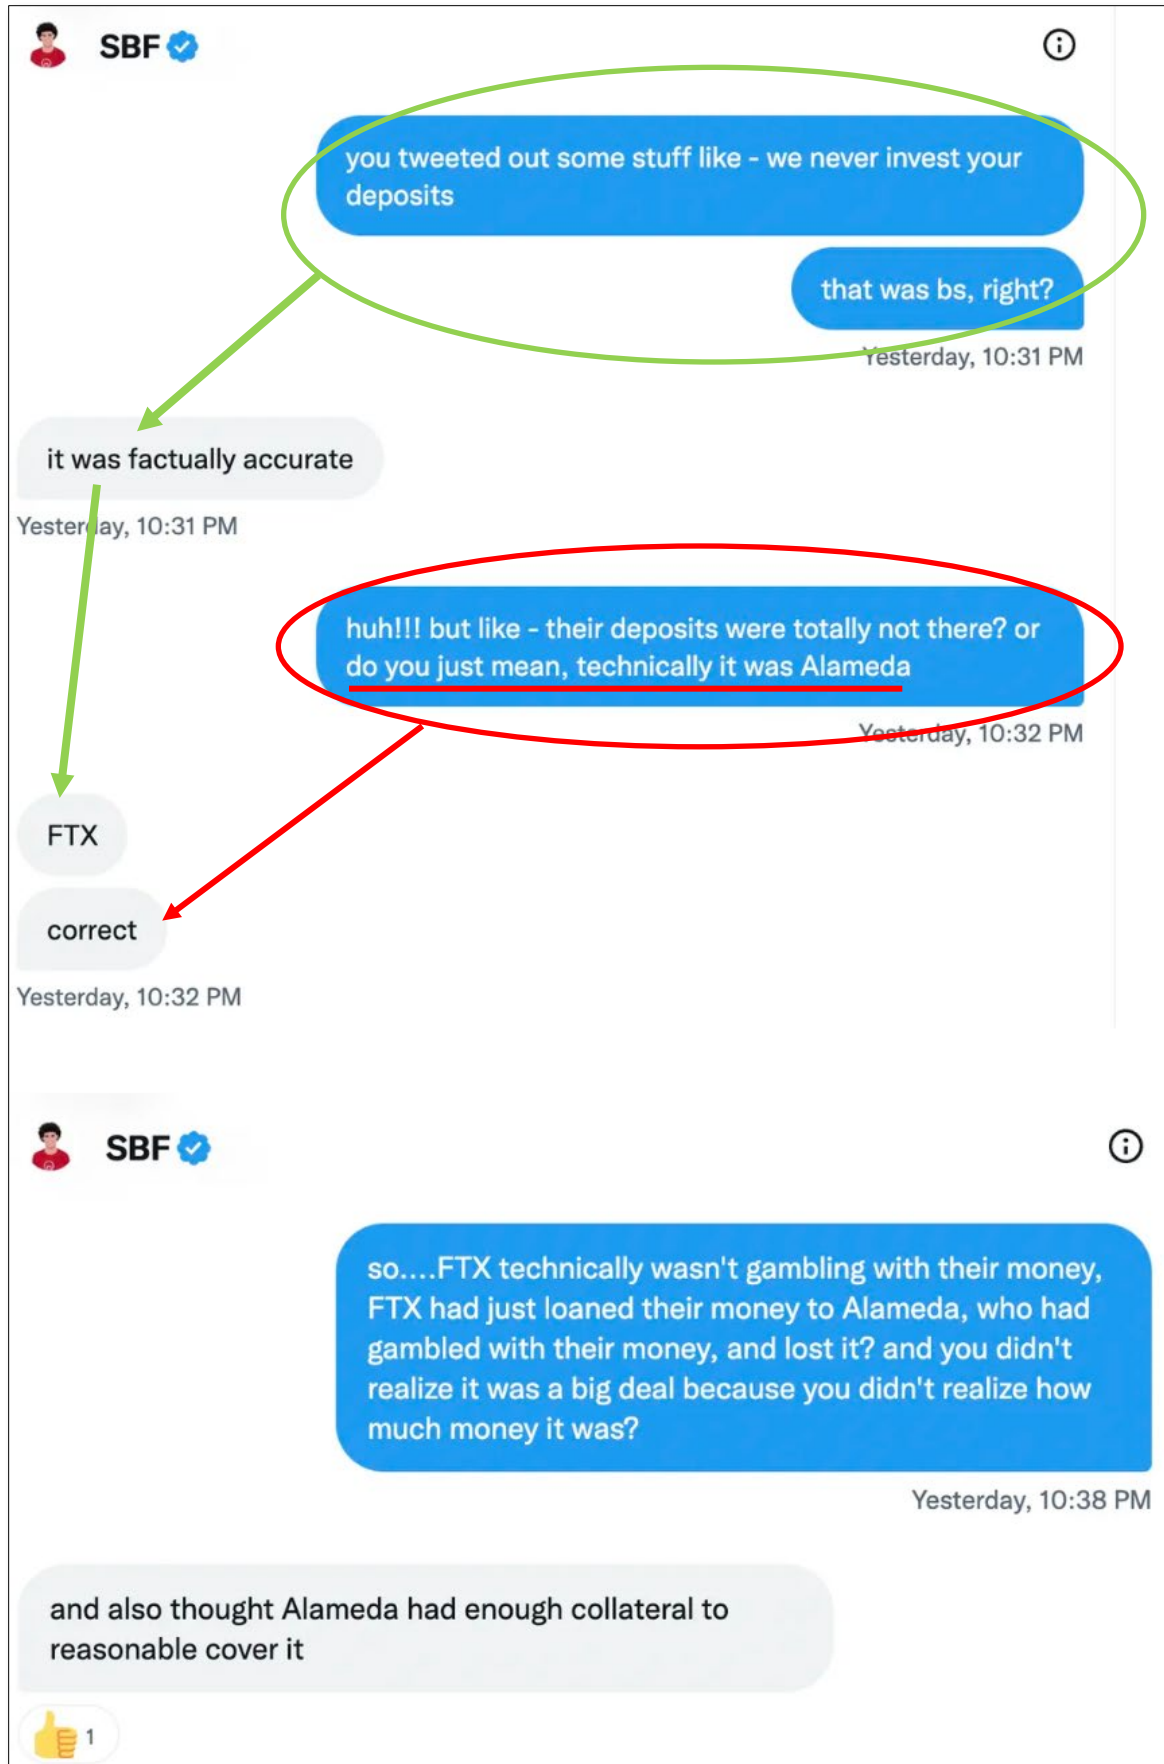 SBF
you tweeted out some stuff like - we never invest your
deposits
that was bs, right?
Yesterday, 10:31 PM
it was factually accurate
Yesterday, 10:31 PM
huh!!! but like - their deposits were totally not there? or
do you just mean, technically it was Alameda
Yesterday, 10:32 PM
FTX
correct
Yesterday, 10:32 PM
SBF
so....FTX technically wasn't gambling with their money,
FTX had just loaned their money to Alameda, who had
gambled with their money, and lost it? and you didn't
realize it was a big deal because you didn't realize how
much money it was?
Yesterday, 10:38 PM
and also thought Alameda had enough collateral to
reasonable cover it
1